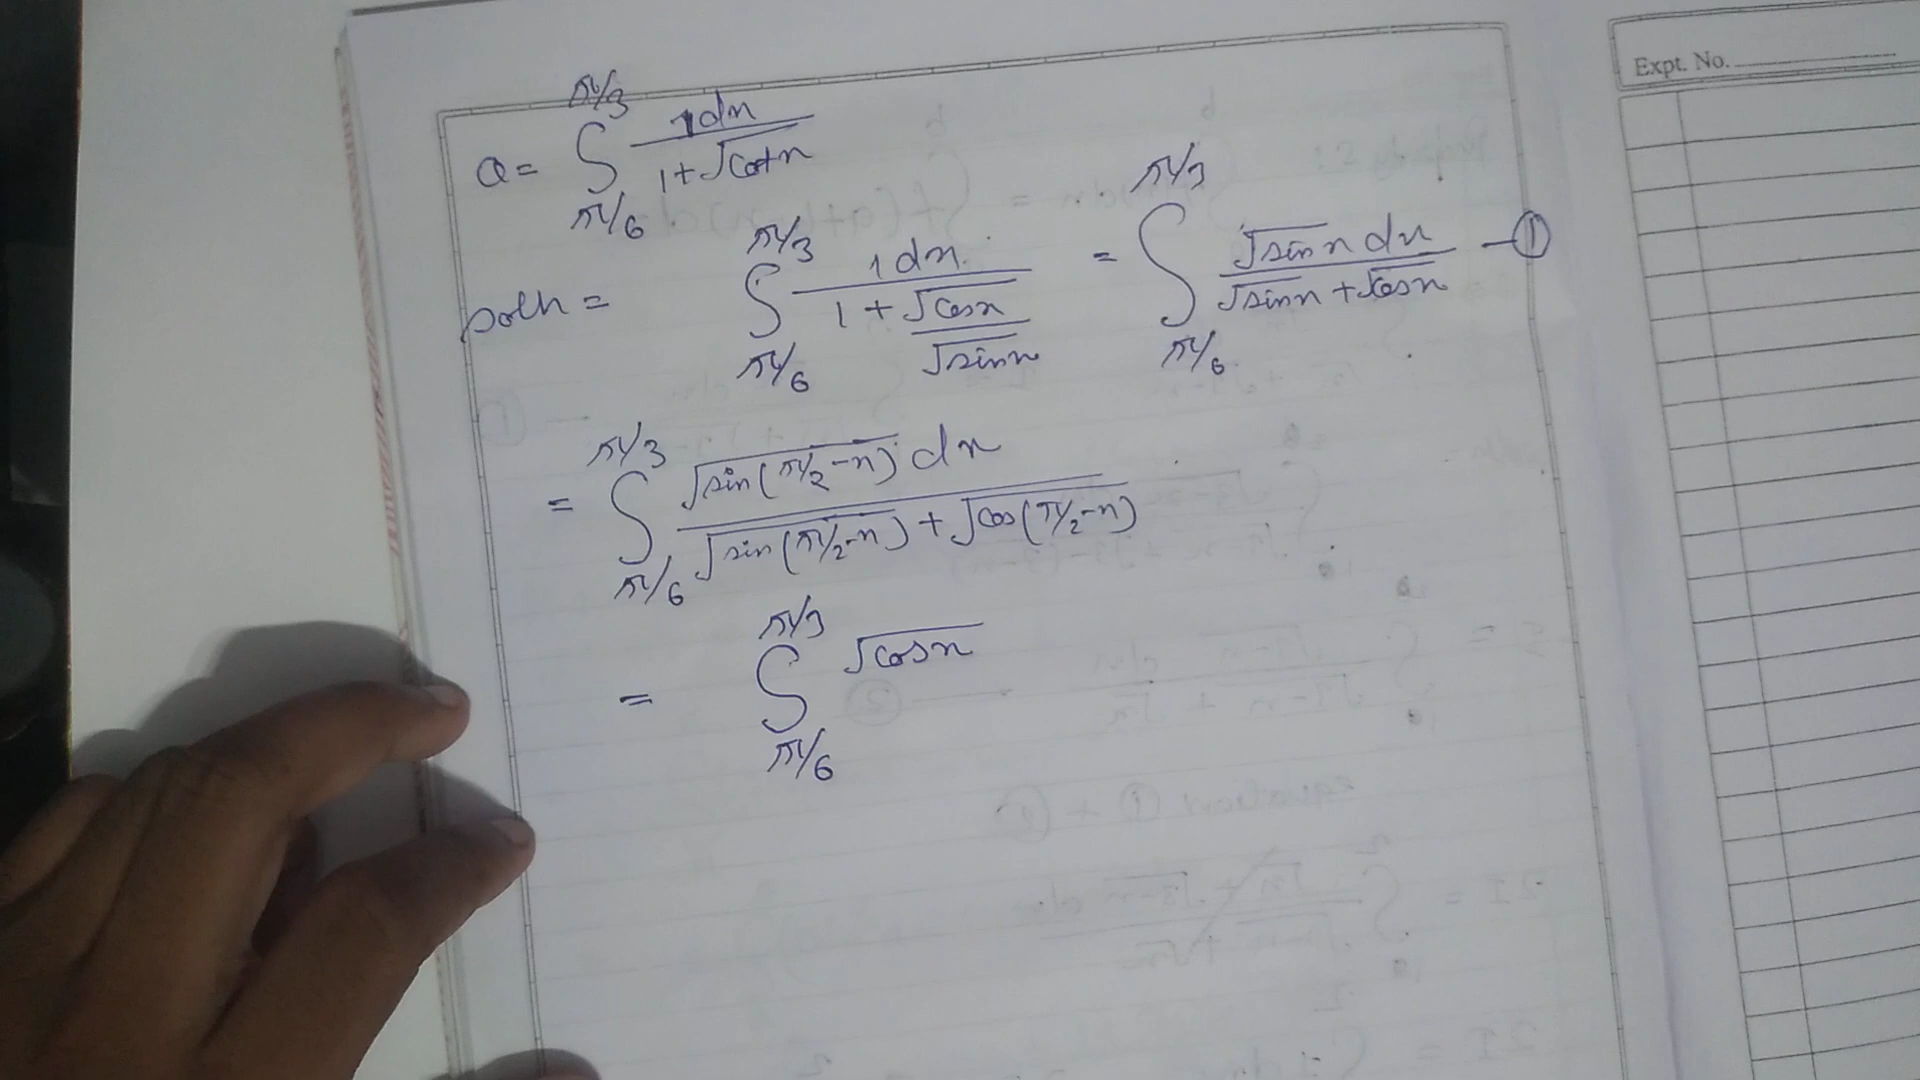 Expt. No.
Q= ∫ π/6 π/3 1dx / 1+√cotx
soln = ∫ π/6 π/3 1dx. / 1+ √cosx / √sinx = ∫ π/6 π/3 √sinx dx / √sinx + √cosx — ①
= ∫ π/6 π/3 √sin(π/2-x) dx / √sin(π/2-x) + √cos(π/2-x)
= ∫ π/6 π/3 √cosx